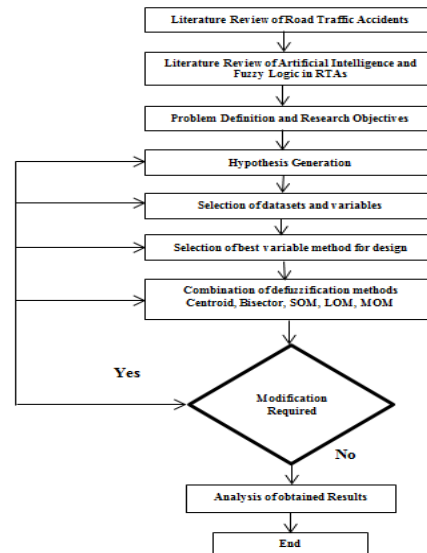 Literature Review of Road Traffic Accidents
Literature Review of Artificial Intelligence and
Fuzzy Logic in RTAs
Problem Definition and Research Objectives
Hypothesis Generation
Selection of datasets and variables
Selection of best variable method for design
Combination of defuzzification methods
Centroid, Bisector, SOM, LOM, MOM
Yes
Modification
Required
No
Analysis of obtained Results
End